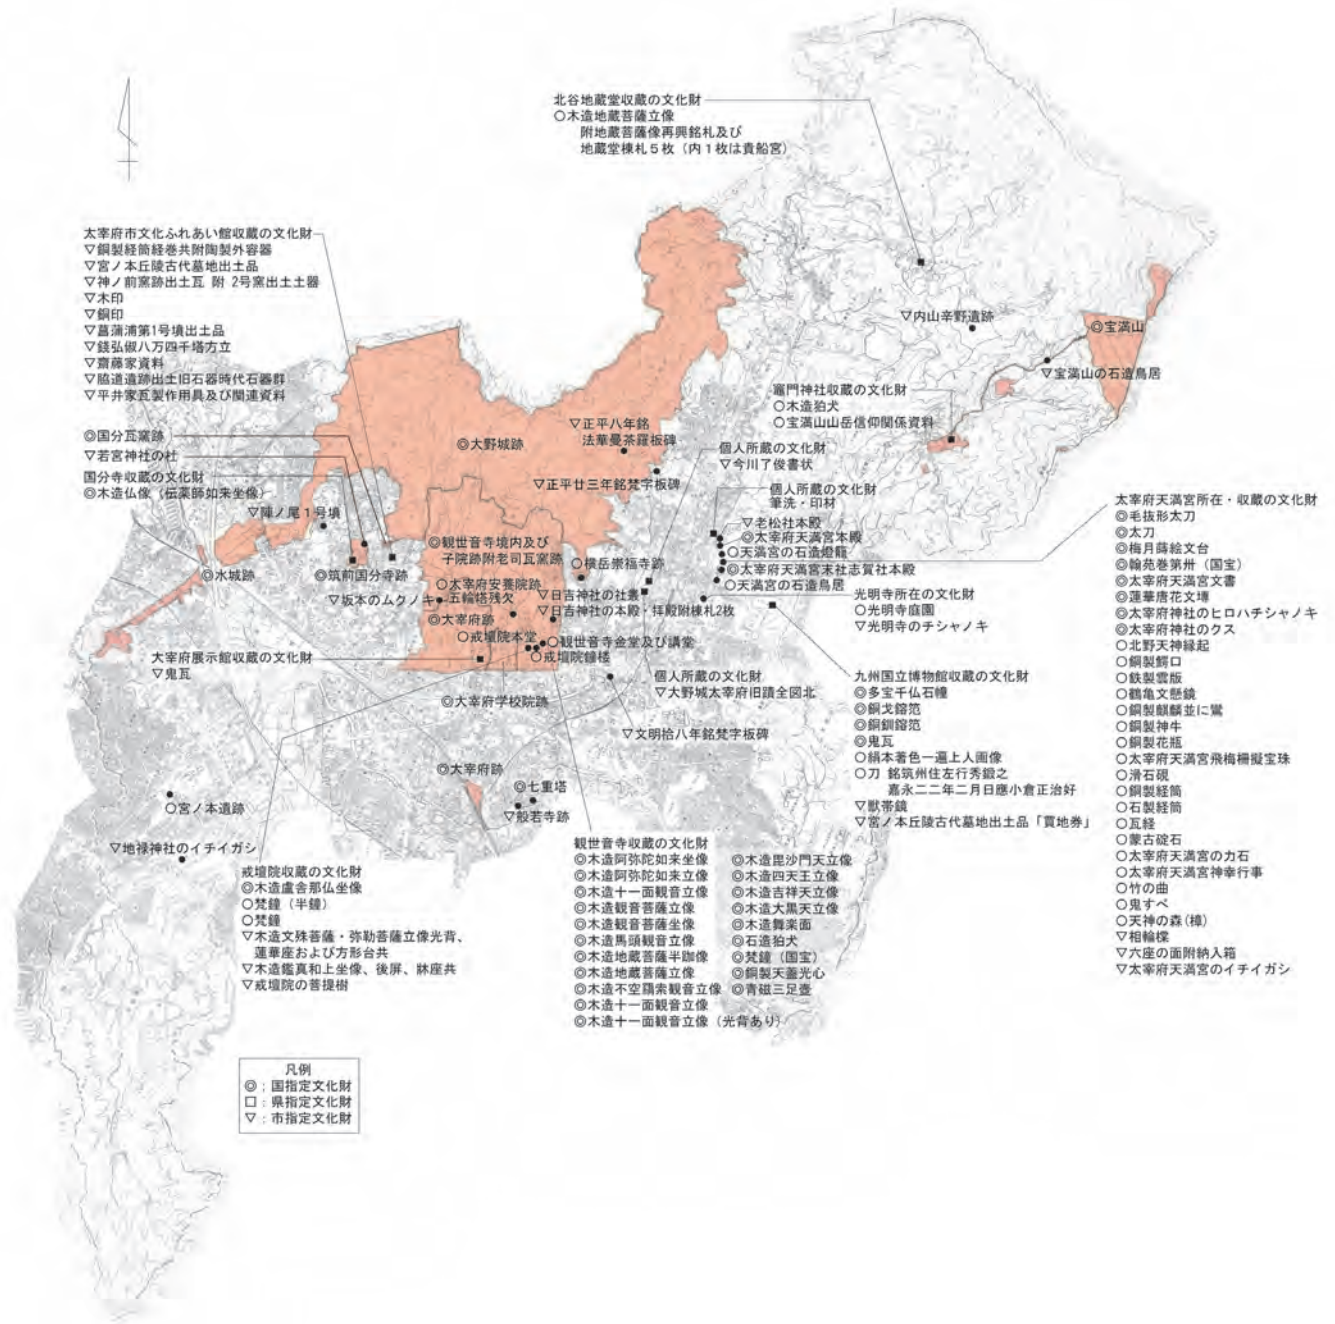 北谷地蔵堂収蔵の文化財
○木造地蔵菩薩立像
附地蔵菩薩像再興銘札及び
地蔵堂棟札5枚（内1枚は貴船宮）
太宰府市文化ふれあい館収蔵の文化財
▽銅製経筒経巻共附陶製外容器
▽宮ノ本丘陵古代墓地出土品
▽神ノ前窯跡出土瓦 附 2号窯出土土器
▽木印
▽銅印
▽菖蒲浦第1号墳出土品
▽銭弘俶八万四千塔方立
▽齋藤家資料
▽脇道遺跡出土旧石器時代石器群
▽平井家瓦製作用具及び関連資料
◎国分瓦窯跡
▽若宮神社の杜
国分寺収蔵の文化財
◎木造仏像（伝薬師如来坐像）
▽陣ノ尾1号墳
◎水城跡
◎筑前国分寺跡
▽坂本のムクノキ
大宰府展示館収蔵の文化財
▽鬼瓦
◎大野城跡
▽正平八年銘
法華曼荼羅板碑
▽正平廿三年銘梵字板碑
◎観世音寺境内及び
子院跡附老司瓦窯跡
○太宰府安養院跡
五輪塔残欠
◎大宰府跡
○戒壇院本堂
○戒壇院鐘楼
○観世音寺金堂及び講堂
○横岳崇福寺跡
▽日吉神社の社叢
▽日吉神社の本殿・拝殿附棟札2枚
◎大宰府学校院跡
▽内山辛野遺跡
◎宝満山
▽宝満山の石造鳥居
竈門神社収蔵の文化財
○木造狛犬
○宝満山山岳信仰関係資料
個人所蔵の文化財
▽今川了俊書状
個人所蔵の文化財
筆洗・印材
▽老松社本殿
◎太宰府天満宮本殿
○天満宮の石造燈籠
◎太宰府天満宮末社志賀社本殿
○天満宮の石造鳥居
光明寺所在の文化財
○光明寺庭園
▽光明寺のチシャノキ
個人所蔵の文化財
▽大野城太宰府旧蹟全図北
▽文明拾八年銘梵字板碑
九州国立博物館収蔵の文化財
◎多宝千仏石幢
◎銅戈鎔笵
◎銅釧鎔笵
◎鬼瓦
○絹本著色一遍上人画像
○刀 銘筑州住左行秀鍛之
嘉永二二年二月日應小倉正治好
▽獣帯鏡
▽宮ノ本丘陵古代墓地出土品「買地券」
太宰府天満宮所在・収蔵の文化財
◎毛抜形太刀
◎太刀
◎梅月蒔絵文台
◎翰苑巻第卅（国宝）
◎太宰府天満宮文書
◎蓮華唐花文塼
◎太宰府神社のヒロハチシャノキ
◎太宰府神社のクス
○北野天神縁起
○銅製鰐口
○鉄製雲版
○鶴亀文懸鏡
○銅製麒麟並に鷽
○銅製神牛
○銅製花瓶
○太宰府天満宮飛梅柵擬宝珠
○滑石硯
○銅製経筒
○石製経筒
○瓦経
○蒙古碇石
○太宰府天満宮の力石
○太宰府天満宮神幸行事
○竹の曲
○鬼すべ
○天神の森（樟）
▽相輪橖
▽六座の面附納入箱
▽太宰府天満宮のイチイガシ
◎大宰府跡
◎七重塔
▽般若寺跡
○宮ノ本遺跡
▽地禄神社のイチイガシ
戒壇院収蔵の文化財
◎木造盧舎那仏坐像
○梵鐘（半鐘）
○梵鐘
▽木造文殊菩薩・弥勒菩薩立像光背、
蓮華座および方形台共
▽木造鑑真和上坐像、後屏、牀座共
▽戒壇院の菩提樹
観世音寺収蔵の文化財
◎木造阿弥陀如来坐像
◎木造阿弥陀如来立像
◎木造十一面観音立像
◎木造観音菩薩立像
◎木造観音菩薩坐像
◎木造馬頭観音立像
◎木造地蔵菩薩半跏像
◎木造地蔵菩薩立像
◎木造不空羂索観音立像
◎木造十一面観音立像
◎木造十一面観音立像（光背あり）
◎木造毘沙門天立像
◎木造四天王立像
◎木造吉祥天立像
◎木造大黒天立像
◎木造舞楽面
◎石造狛犬
◎梵鐘（国宝）
◎銅製天蓋光心
◎青磁三足壺
凡例
◎：国指定文化財
□：県指定文化財
▽：市指定文化財